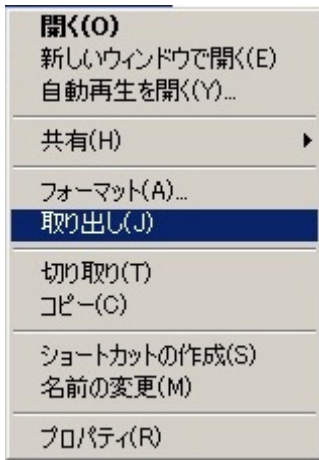 開く(O)
新しいウィンドウで開く(E)
自動再生を開く(Y)...
共有(H)
フォーマット(A)...
取り出し(J)
切り取り(T)
コピー(C)
ショートカットの作成(S)
名前の変更(M)
プロパティ(R)